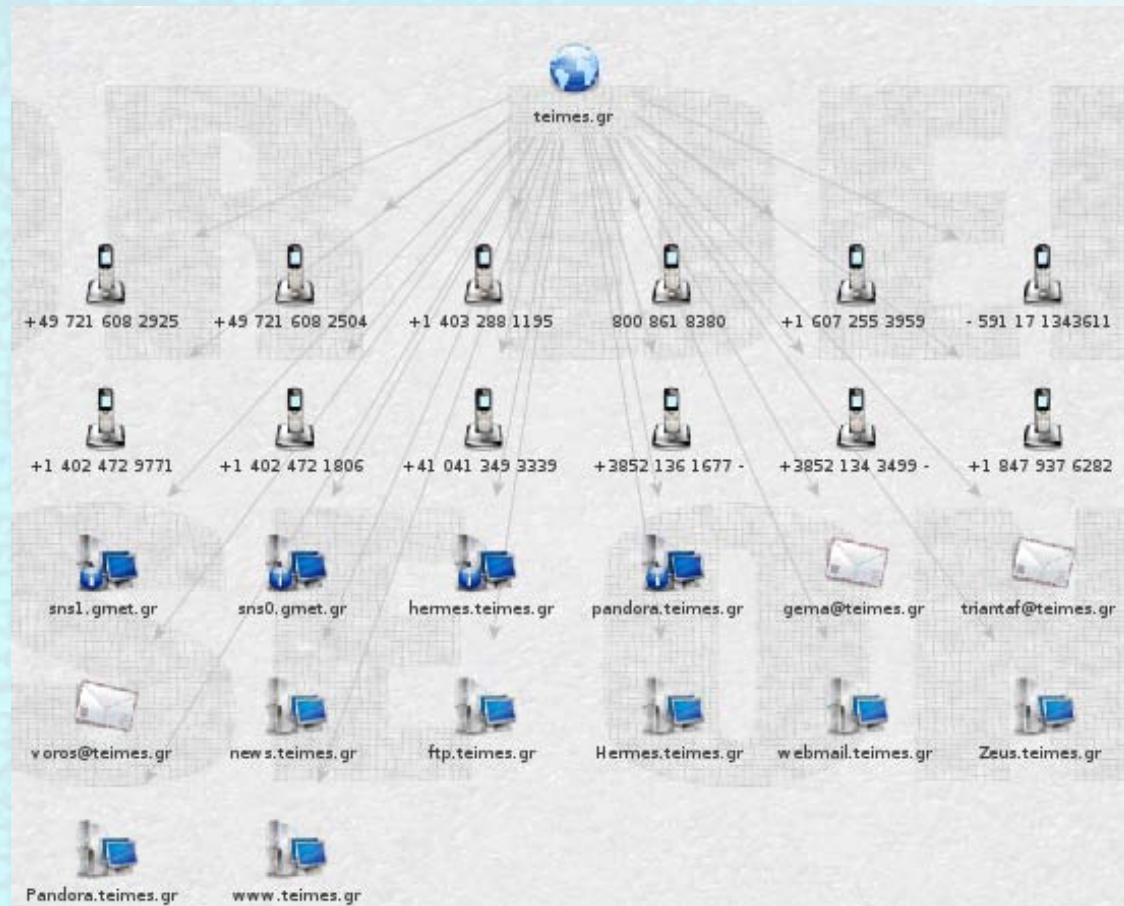 teimes.gr
+49 721 608 2925 +49 721 608 2504 +1 403 288 1195 800 861 8380 +1 607 255 3959 - 591 17 1343611
+1 402 472 9771 +1 402 472 1806 +41 041 349 3339 +3852 136 1677 - +3852 134 3499 - +1 847 937 6282
sns1.grnet.gr sns0.grnet.gr hermes.teimes.gr pandora.teimes.gr gema@teimes.gr triantaf@teimes.gr
voros@teimes.gr news.teimes.gr ftp.teimes.gr Hermes.teimes.gr webmail.teimes.gr Zeus.teimes.gr
Pandora.teimes.gr www.teimes.gr